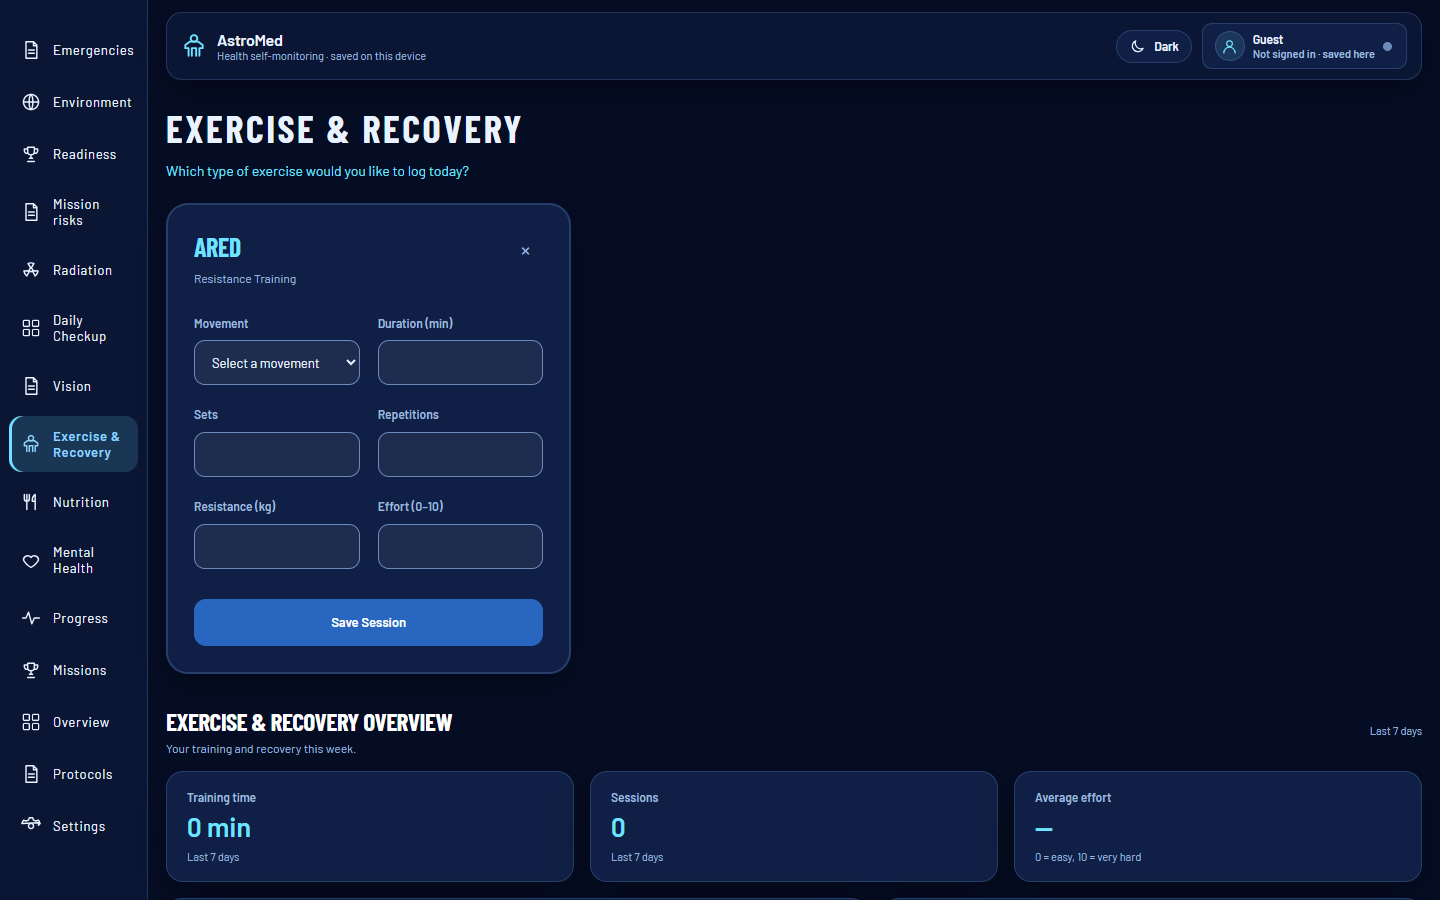 Emergencies
Environment
Readiness
Mission
risks
Radiation
Daily
Checkup
Vision
Exercise &
Recovery
Nutrition
Mental
Health
Progress
Missions
Overview
Protocols
Settings
AstroMed
Health self-monitoring · saved on this device
Dark
Guest
Not signed in · saved here
EXERCISE & RECOVERY
Which type of exercise would you like to log today?
ARED
×
Resistance Training
Movement
Duration (min)
Select a movement
Sets
Repetitions
Resistance (kg)
Effort (0–10)
Save Session
EXERCISE & RECOVERY OVERVIEW
Your training and recovery this week.
Last 7 days
Training time
0 min
Last 7 days
Sessions
0
Last 7 days
Average effort
—
0 = easy, 10 = very hard